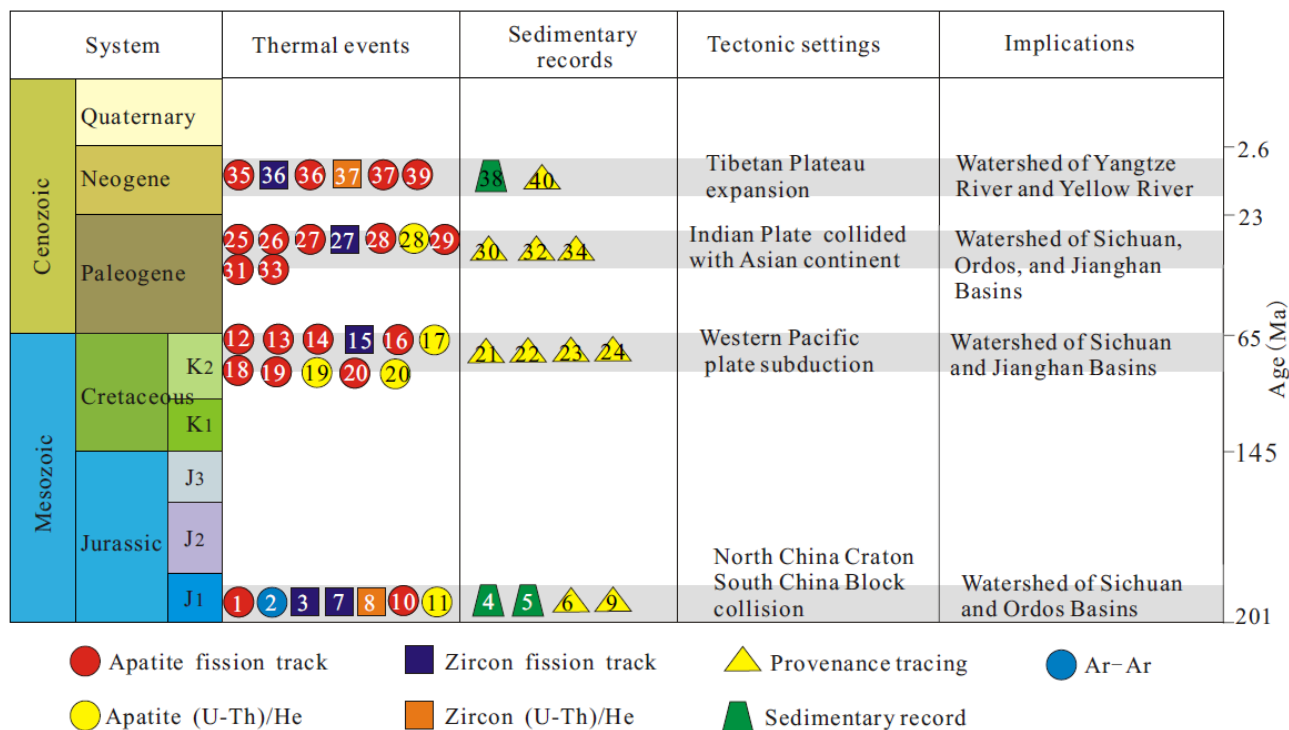 System
Thermal events
Sedimentary
records
Tectonic settings
Implications
Cenozoic
Quaternary
2.6
Neogene
35 36 36 37 37 39
38 40
Tibetan Plateau
expansion
Watershed of Yangtze
River and Yellow River
23
Paleogene
25 26 27 27 28 28 29
31 33
30 32 34
Indian Plate collided
with Asian continent
Watershed of Sichuan,
Ordos, and Jianghan
Basins
65
Age (Ma)
Mesozoic
Cretaceous
K2
K1
12 13 14 15 16 17
18 19 19 20 20
21 22 23 24
Western Pacific
plate subduction
Watershed of Sichuan
and Jianghan Basins
145
Jurassic
J3
J2
J1
1 2 3 7 8 10 11
4 5 6 9
North China Craton
South China Block
collision
Watershed of Sichuan
and Ordos Basins
201
Apatite fission track
Zircon fission track
Provenance tracing
Ar-Ar
Apatite (U-Th)/He
Zircon (U-Th)/He
Sedimentary record